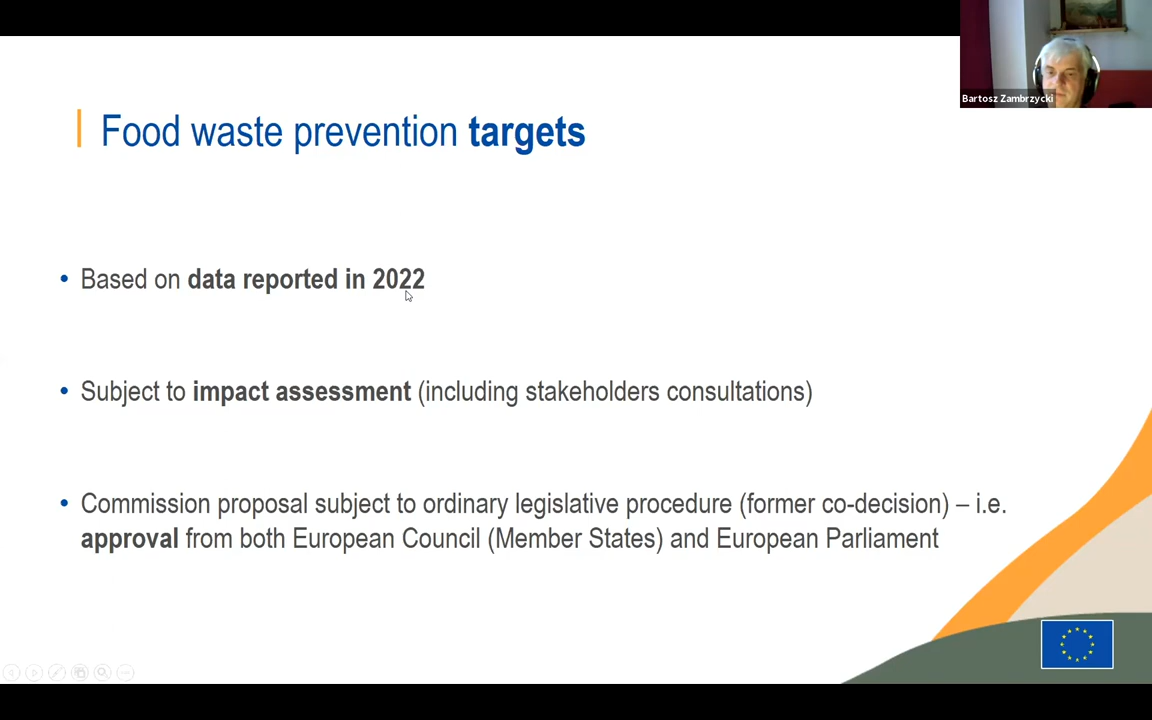 Bartosz Zambrzycki
Food waste prevention targets
• Based on data reported in 2022
• Subject to impact assessment (including stakeholders consultations)
• Commission proposal subject to ordinary legislative procedure (former co-decision) – i.e.
approval from both European Council (Member States) and European Parliament